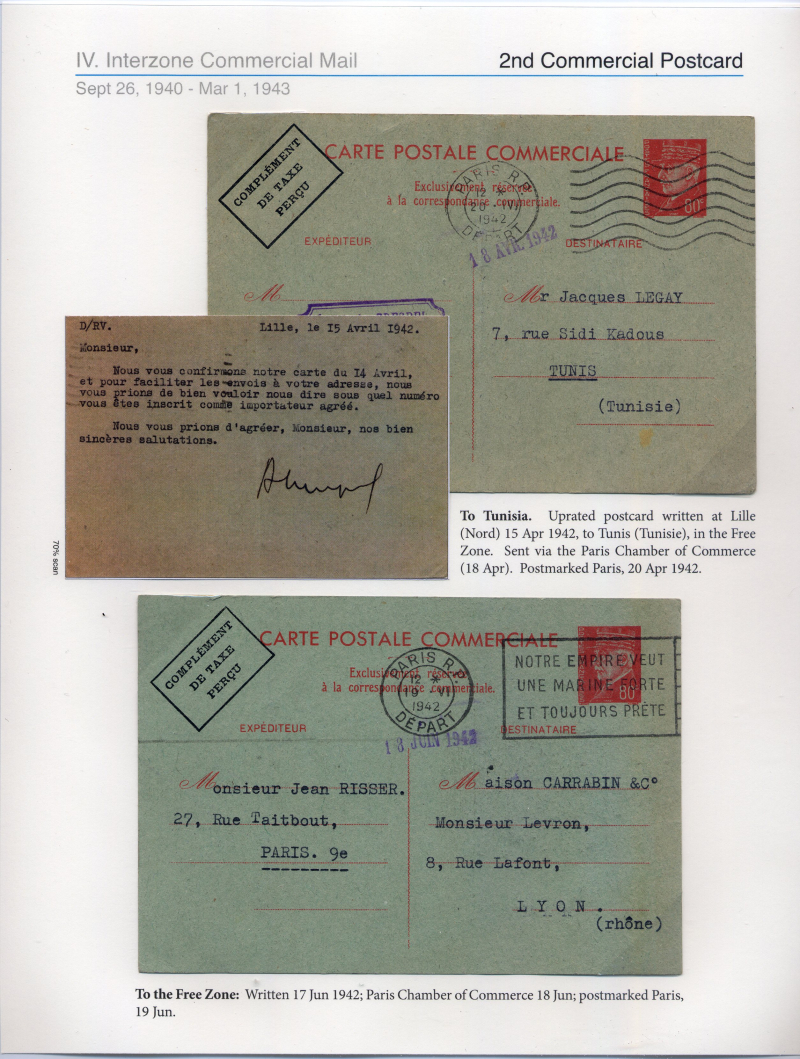 IV. Interzone Commercial Mail
2nd Commercial Postcard
Sept 26, 1940 - Mar 1, 1943
COMPLÉMENT
DE TAXE
PERÇU
CARTE POSTALE COMMERCIALE
Exclusivement réservée
à la correspondance commerciale.
80c
PARIS R.P.
12 *
20 IV
1942
DÉPART
18 AVR. 1942
EXPÉDITEUR
DESTINATAIRE
M
Mr Jacques LEGAY
7, rue Sidi Kadous
TUNIS
(Tunisie)
D/RV.
Lille, le 15 Avril 1942.
Monsieur,
Nous vous confirmons notre carte du 14 Avril,
et pour faciliter les envois à votre adresse, nous
vous prions de bien vouloir nous dire sous quel numéro
vous êtes inscrit comme importateur agréé.
Nous vous prions d'agréer, Monsieur, nos bien
sincères salutations.
To Tunisia. Uprated postcard written at Lille
(Nord) 15 Apr 1942, to Tunis (Tunisie), in the Free
Zone. Sent via the Paris Chamber of Commerce
(18 Apr). Postmarked Paris, 20 Apr 1942.
70% scan
COMPLÉMENT
DE TAXE
PERÇU
CARTE POSTALE COMMERCIALE
Exclusivement réservée
à la correspondance commerciale.
80c
PARIS R.P.
12 *
19 VI
1942
DÉPART
NOTRE EMPIRE VEUT
UNE MARINE FORTE
ET TOUJOURS PRÊTE
EXPÉDITEUR
18 JUIN 1942
DESTINATAIRE
Monsieur Jean RISSER.
27, Rue Taitbout,
PARIS. 9e
Maison CARRABIN &C°
Monsieur Levron,
8, Rue Lafont,
LYON.
(rhône)
To the Free Zone: Written 17 Jun 1942; Paris Chamber of Commerce 18 Jun; postmarked Paris,
19 Jun.